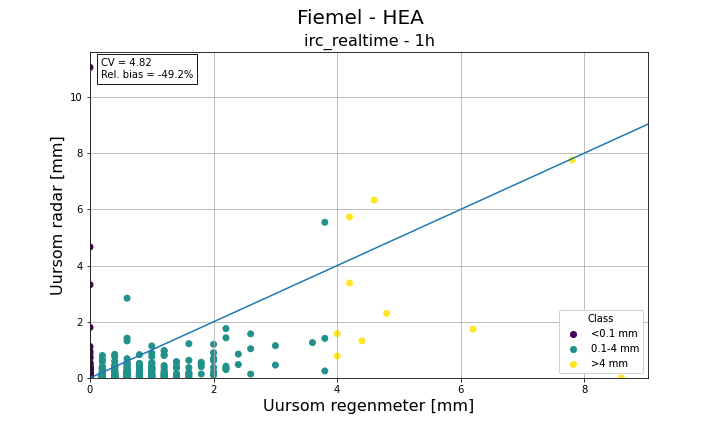 Fiemel - HEA
irc_realtime - 1h
CV = 4.82
Rel. bias = -49.2%
Uursom radar [mm]
10
8
6
4
2
0
0
2
4
6
8
Uursom regenmeter [mm]
Class
<0.1 mm
0.1-4 mm
>4 mm